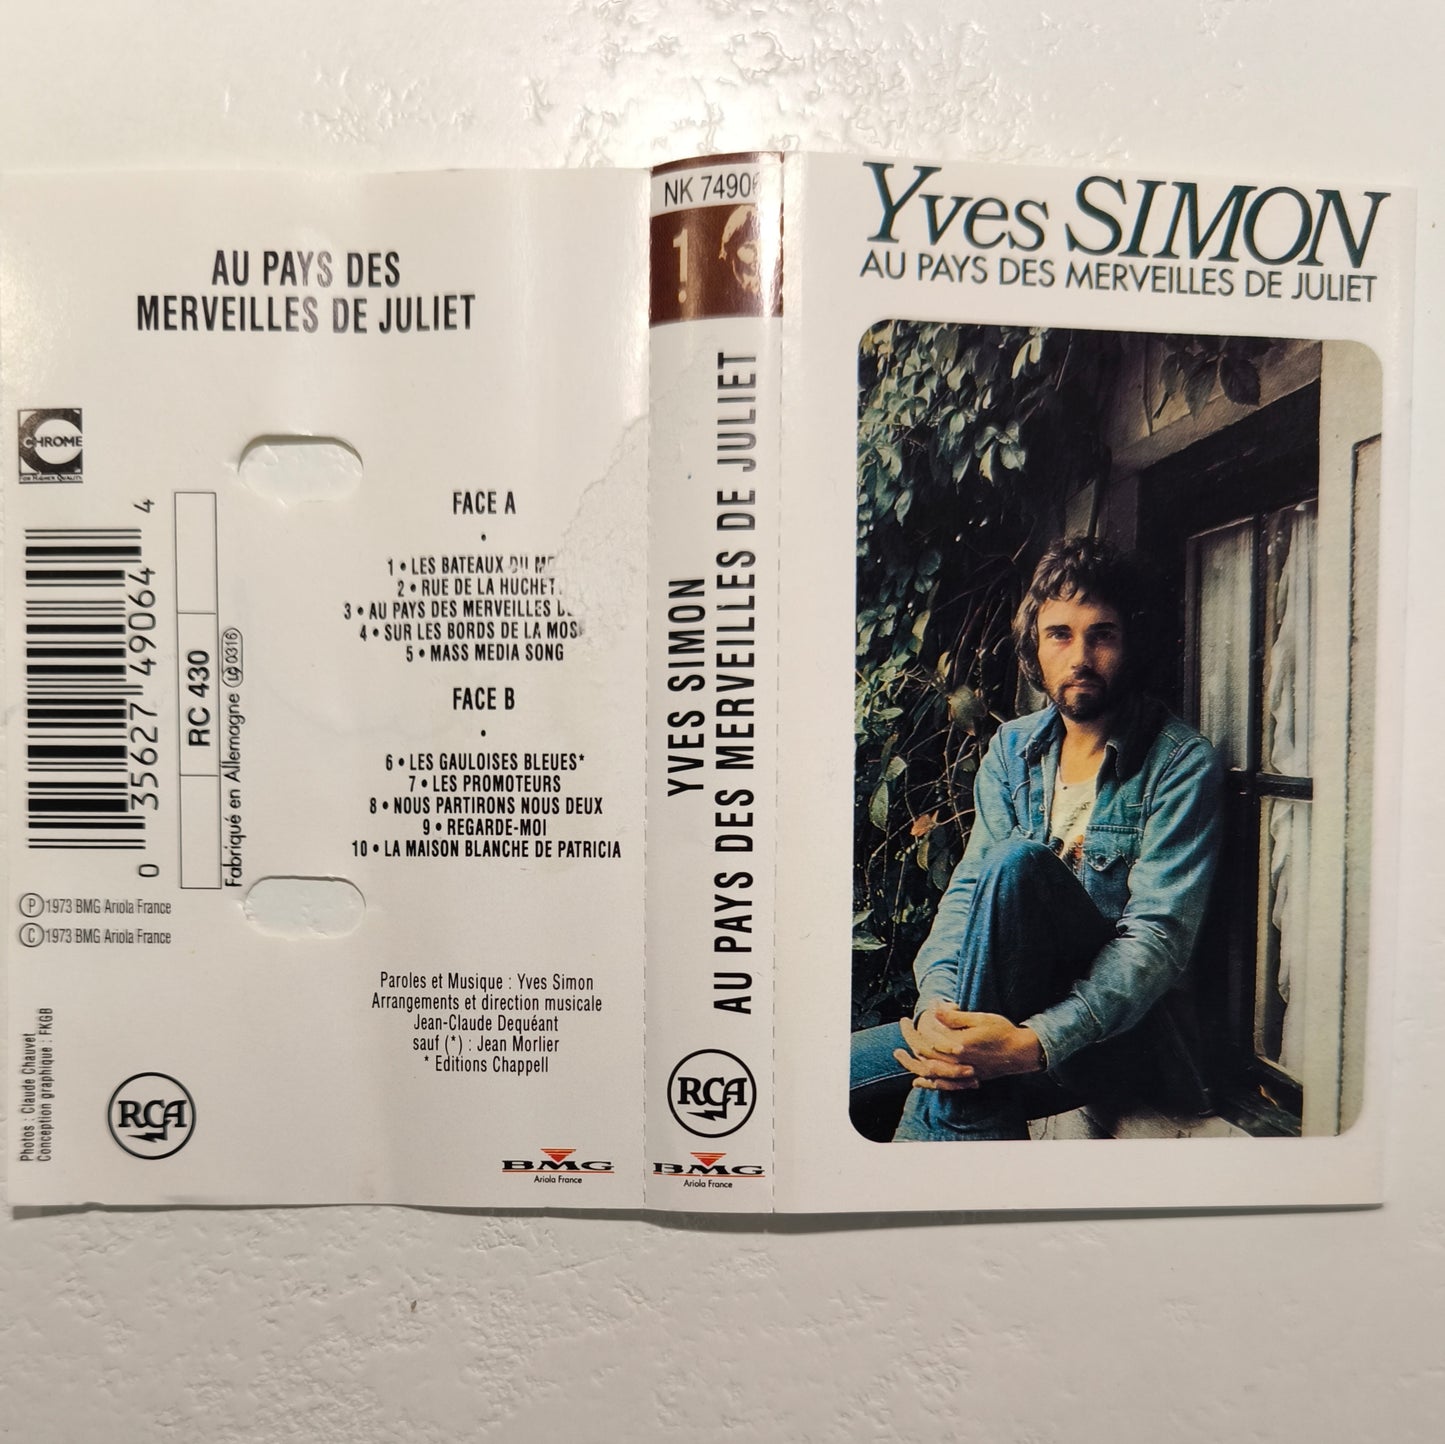 AU PAYS DES
MERVEILLES DE JULIET
CHROME
FOR HIGHER QUALITY
0 35627 49064 4
RC 430
Fabriqué en Allemagne
0316
FACE A
1 • LES BATEAUX DU
2 • RUE DE LA
3 • AU PAYS DES MERVEILLES
4 • SUR LES BORDS DE LA
5 • MASS MEDIA SONG
FACE B
6 • LES GAULOISES BLEUES*
7 • LES PROMOTEURS
8 • NOUS PARTIRONS NOUS DEUX
9 • REGARDE-MOI
10 • LA MAISON BLANCHE DE PATRICIA
Ⓟ 1973 BMG Ariola France
Ⓒ 1973 BMG Ariola France
Paroles et Musique : Yves Simon
Arrangements et direction musicale
Jean-Claude Dequéant
sauf (*) : Jean Morlier
* Editions Chappell
Photos : Claude Chauvet
Conception graphique : FKGB
RCA
BMG
Ariola France
NK 74906
!
YVES SIMON
AU PAYS DES MERVEILLES DE JULIET
RCA
BMG
Ariola France
Yves SIMON
AU PAYS DES MERVEILLES DE JULIET